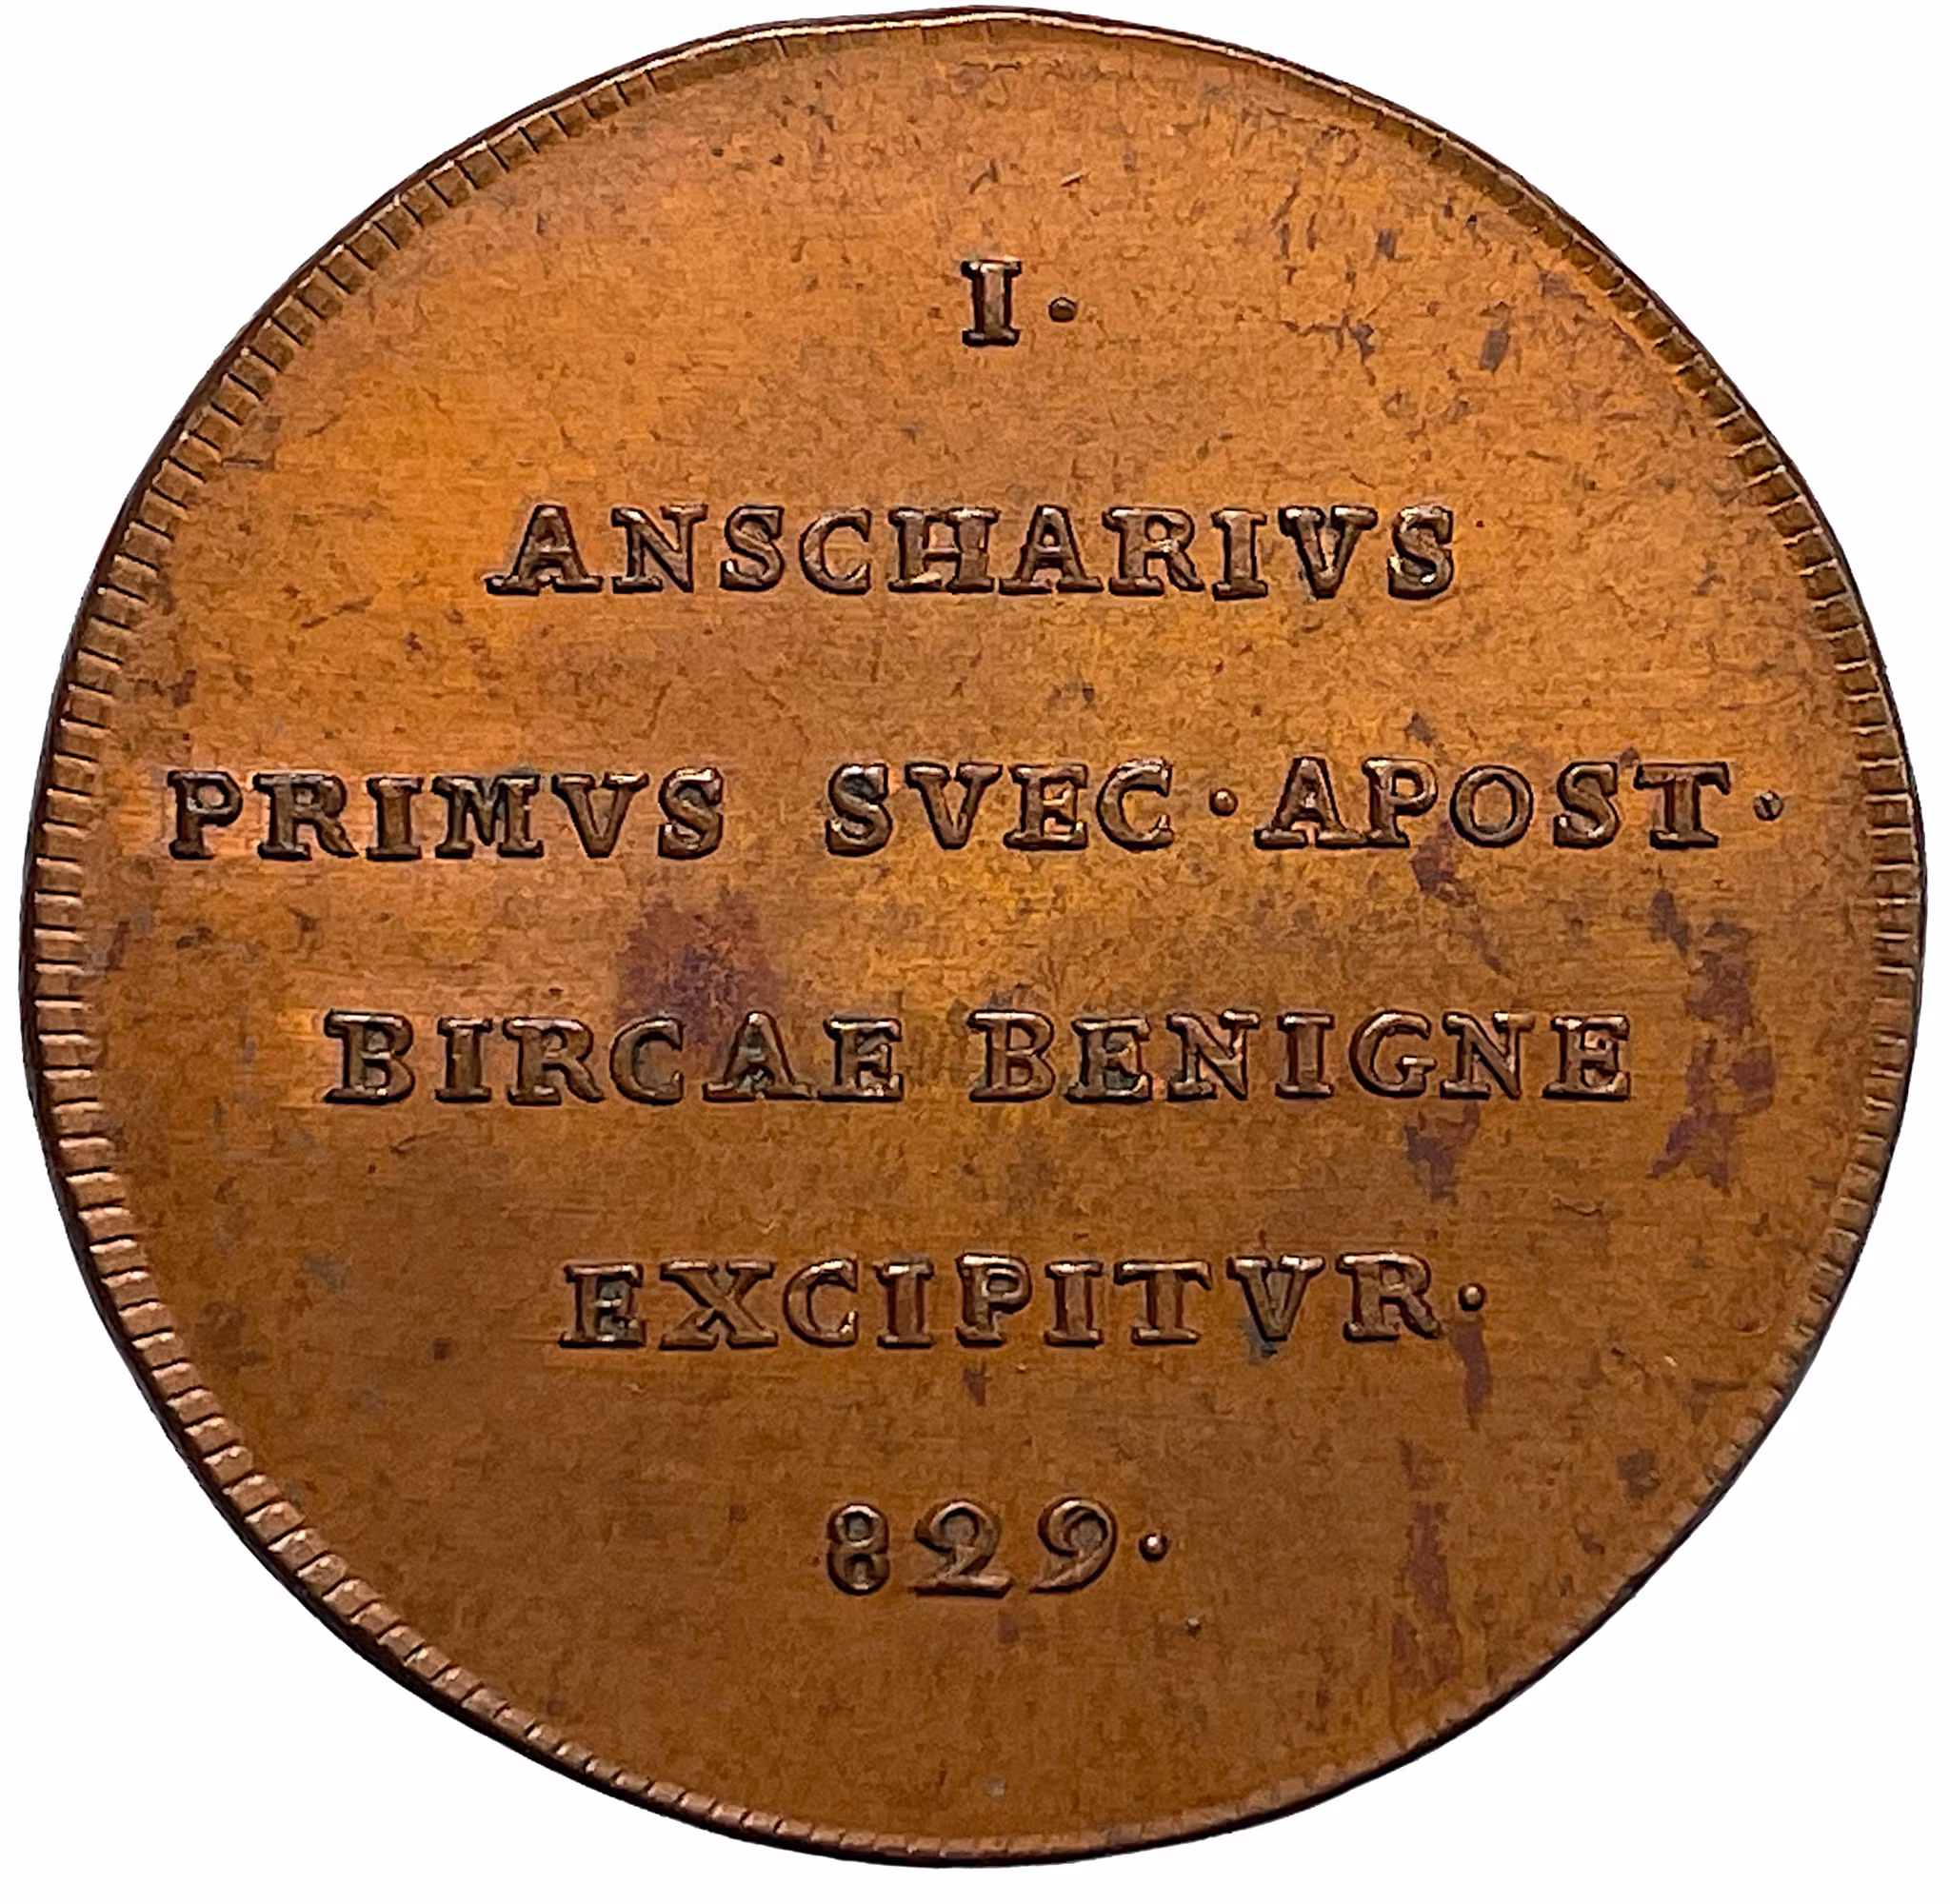 I·
ANSCHARIVS
PRIMVS SVEC·APOST·
BIRCAE BENIGNE
EXCIPITVR·
829·